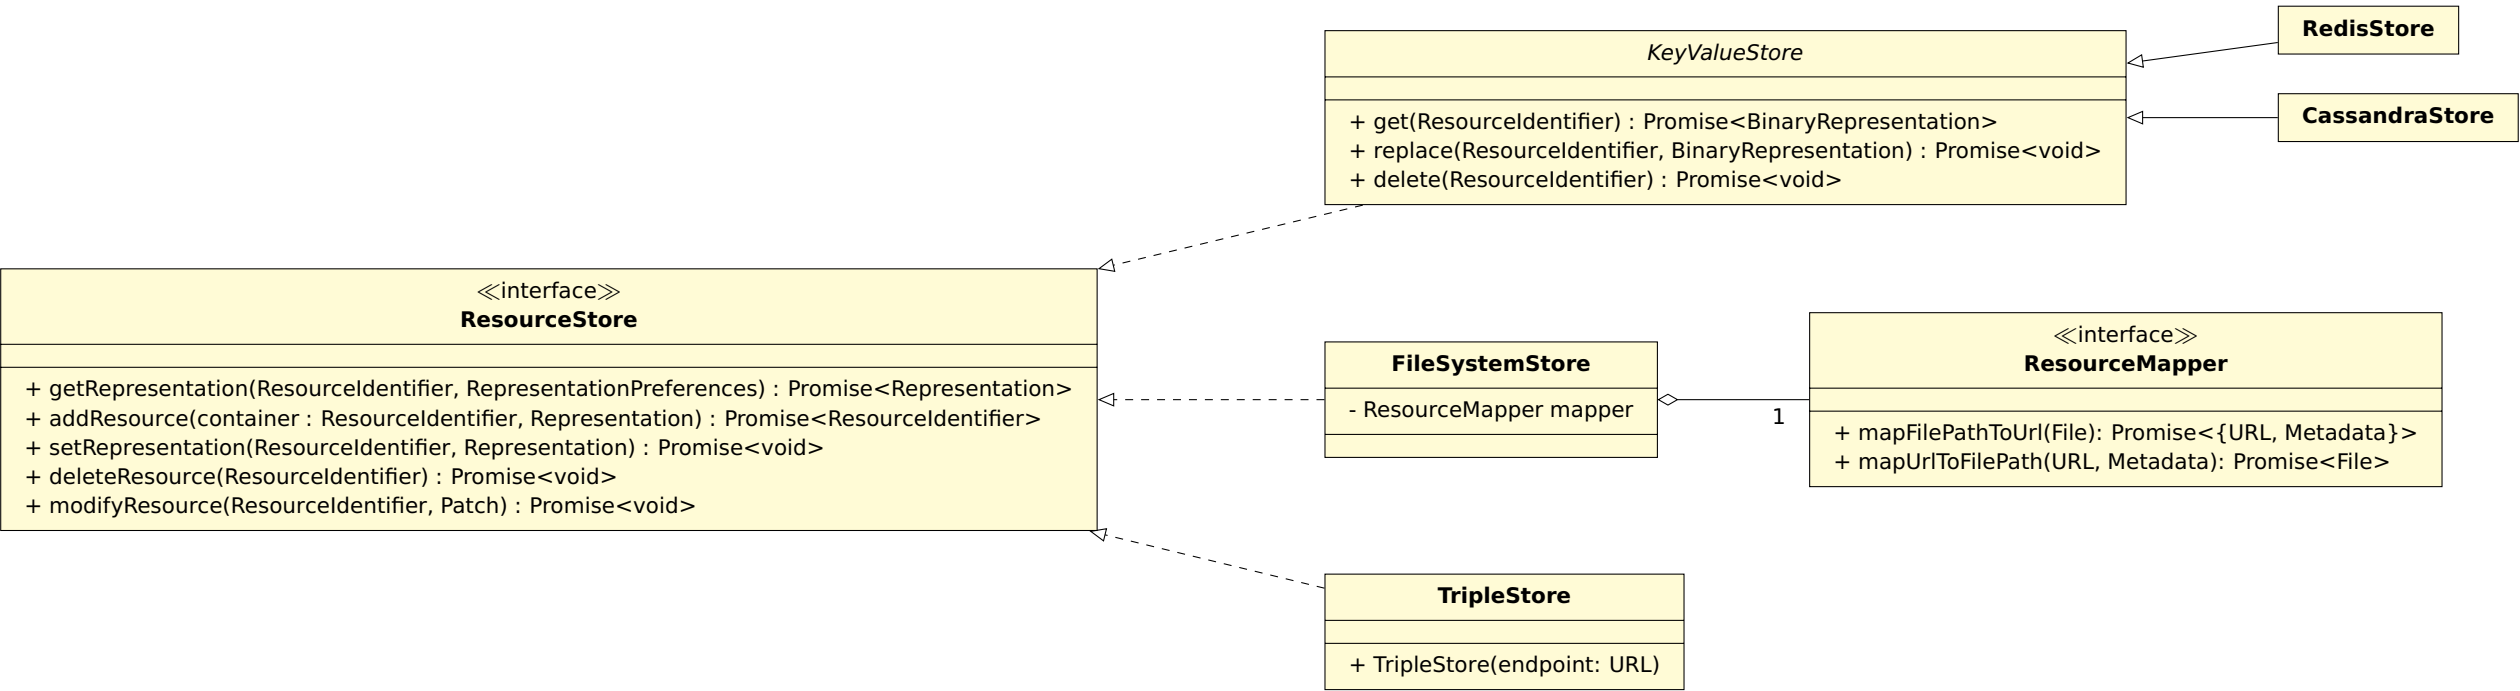 RedisStore
KeyValueStore
CassandraStore
+ get(ResourceIdentifier) : Promise<BinaryRepresentation>
+ replace(ResourceIdentifier, BinaryRepresentation) : Promise<void>
+ delete(ResourceIdentifier) : Promise<void>
≪interface≫
ResourceStore
+ getRepresentation(ResourceIdentifier, RepresentationPreferences) : Promise<Representation>
+ addResource(container : ResourceIdentifier, Representation) : Promise<ResourceIdentifier>
+ setRepresentation(ResourceIdentifier, Representation) : Promise<void>
+ deleteResource(ResourceIdentifier) : Promise<void>
+ modifyResource(ResourceIdentifier, Patch) : Promise<void>
FileSystemStore
- ResourceMapper mapper
1
≪interface≫
ResourceMapper
+ mapFilePathToUrl(File): Promise<{URL, Metadata}>
+ mapUrlToFilePath(URL, Metadata): Promise<File>
TripleStore
+ TripleStore(endpoint: URL)